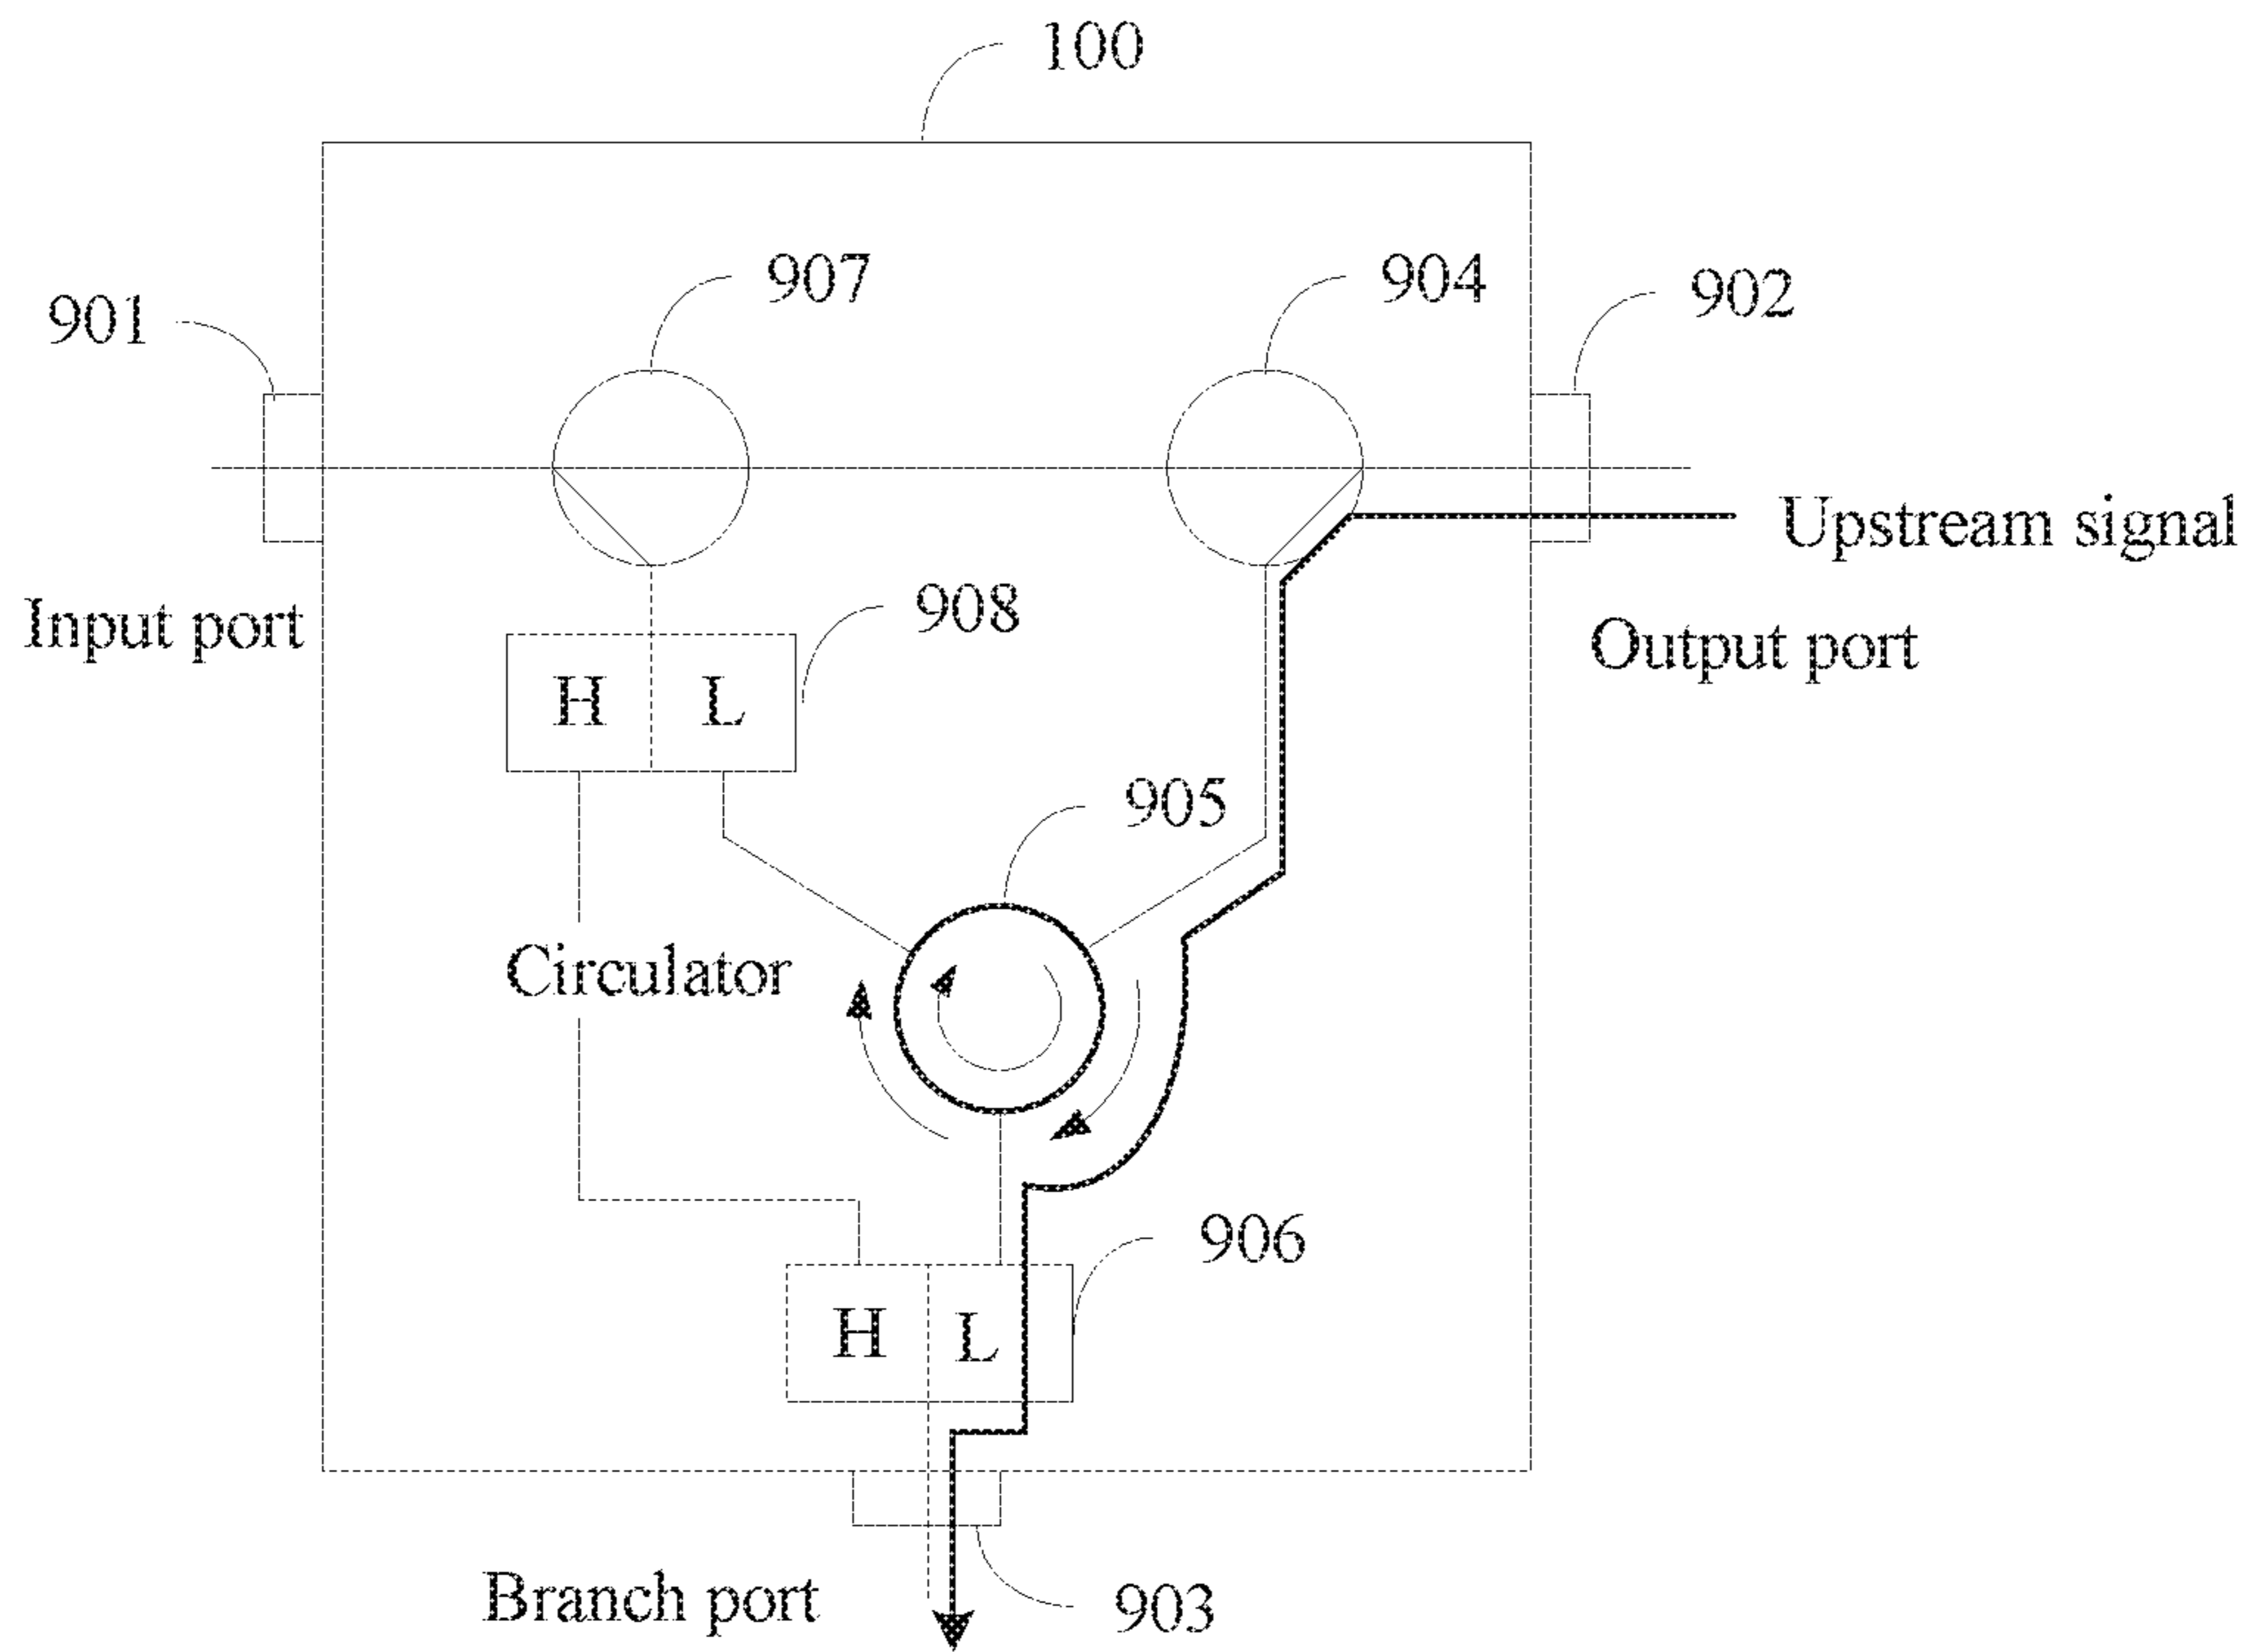 100
907
904
902
901
Upstream signal
908
Input port
Output port
H L
905
Circulator
906
H L
Branch port
903